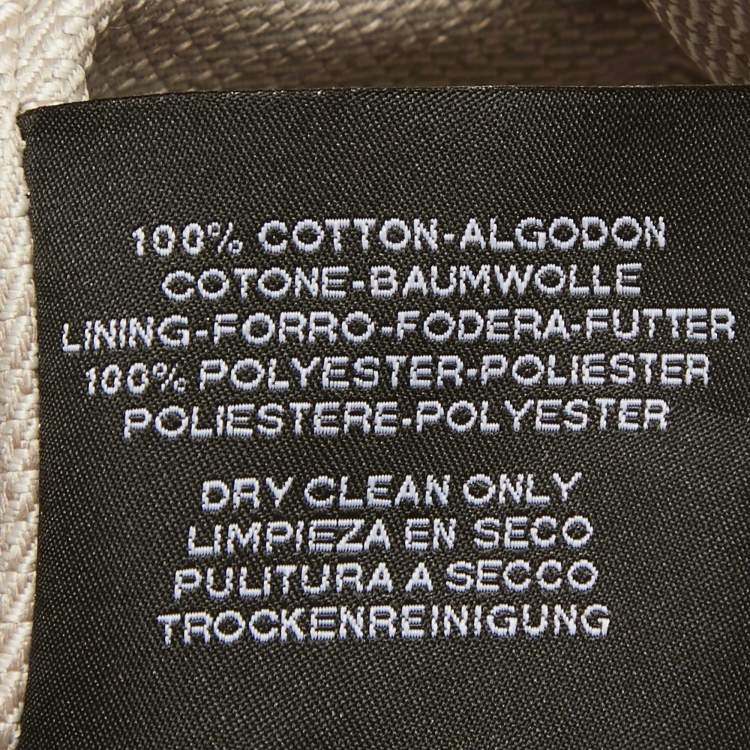 100% COTTON-ALGODON
COTONE-BAUMWOLLE
LINING-FORRO-FODERA-FUTTER
100% POLYESTER-POLIESTER
POLIESTERE-POLYESTER
DRY CLEAN ONLY
LIMPIEZA EN SECO
PULITURA A SECCO
TROCKENREINIGUNG